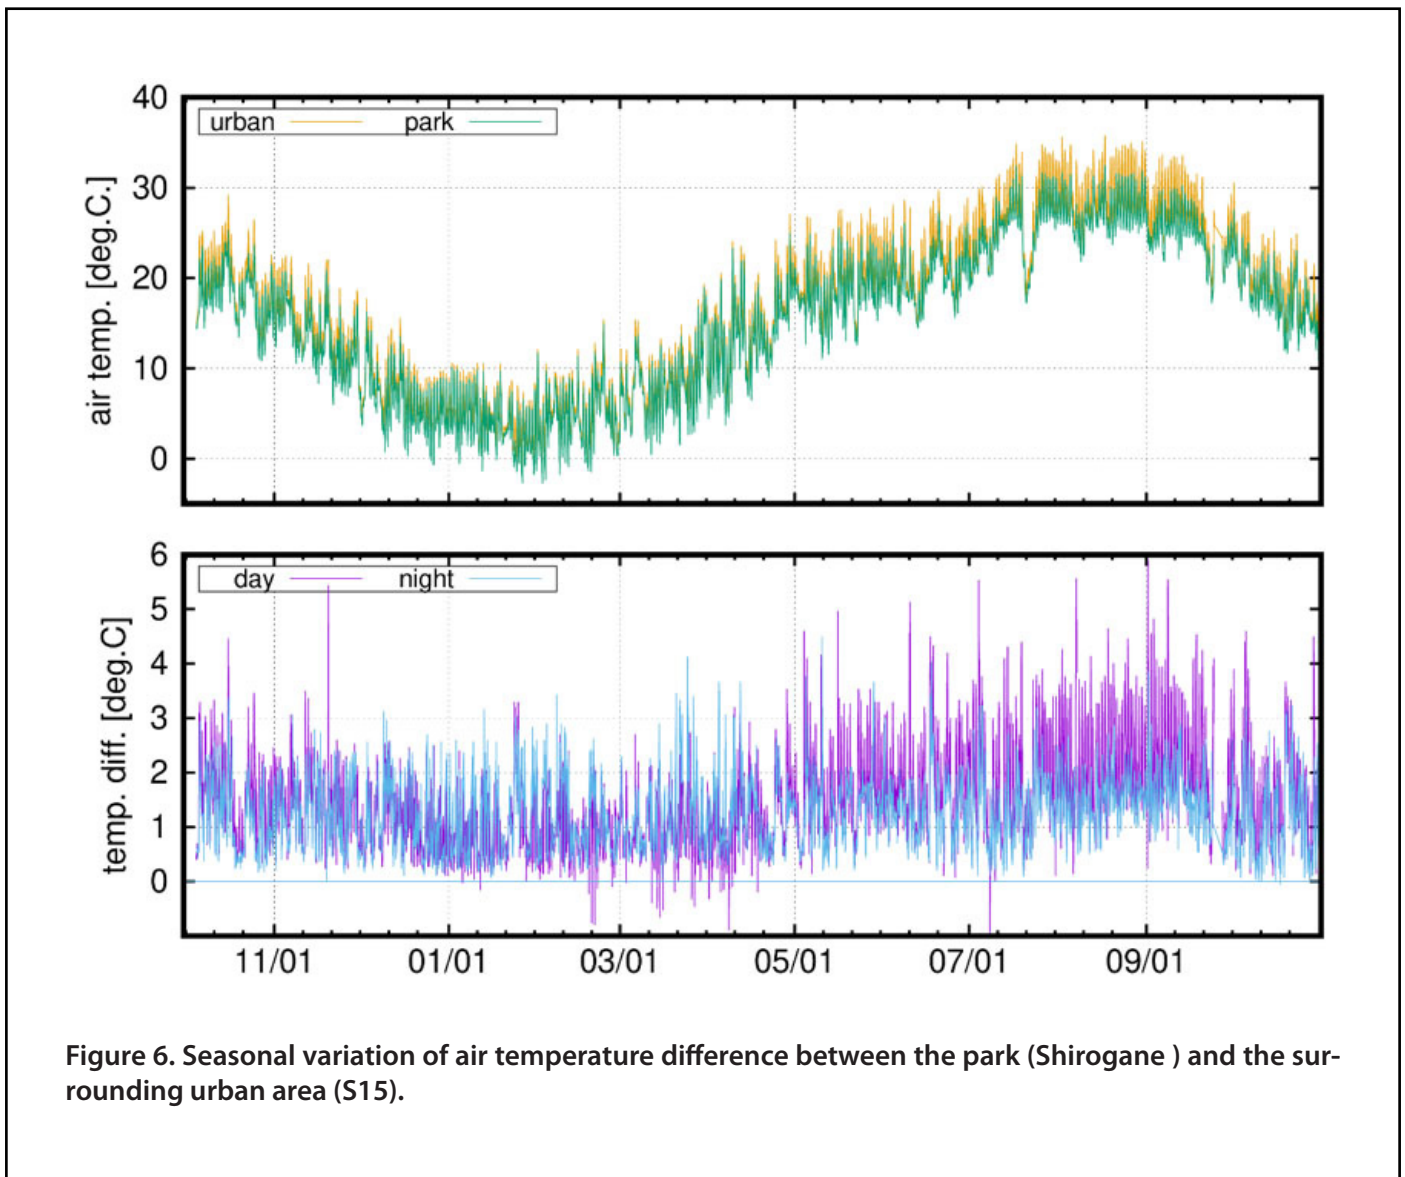 40
30
20
10
0
air temp. [deg.C.]
urban park
6
5
4
3
2
1
0
temp. diff. [deg.C]
day night
11/01 01/01 03/01 05/01 07/01 09/01
Figure 6. Seasonal variation of air temperature difference between the park (Shirogane ) and the sur-
rounding urban area (S15).